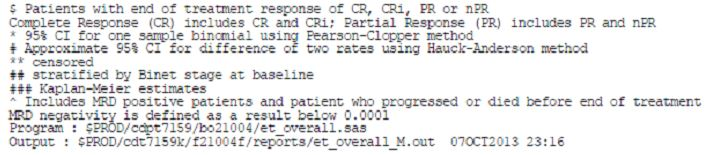 $ Patients with end of treatment response of CR, CRi, PR or nPR
Complete Response (CR) includes CR and CRi; Partial Response (PR) includes PR and nPR
* 95% CI for one sample binomial using Pearson-Clopper method
# Approximate 95% CI for difference of two rates using Hauck-Anderson method
** censored
## stratified by Binet stage at baseline
### Kaplan-Meier estimates
^ Includes MRD positive patients and patient who progressed or died before end of treatment
MRD negativity is defined as a result below 0.0001
Program : $PROD/cdpt7159/bo21004/et_overall.sas
Output : $PROD/cdt7159k/f21004f/reports/et_overall_M.out 07OCT2013 23:16